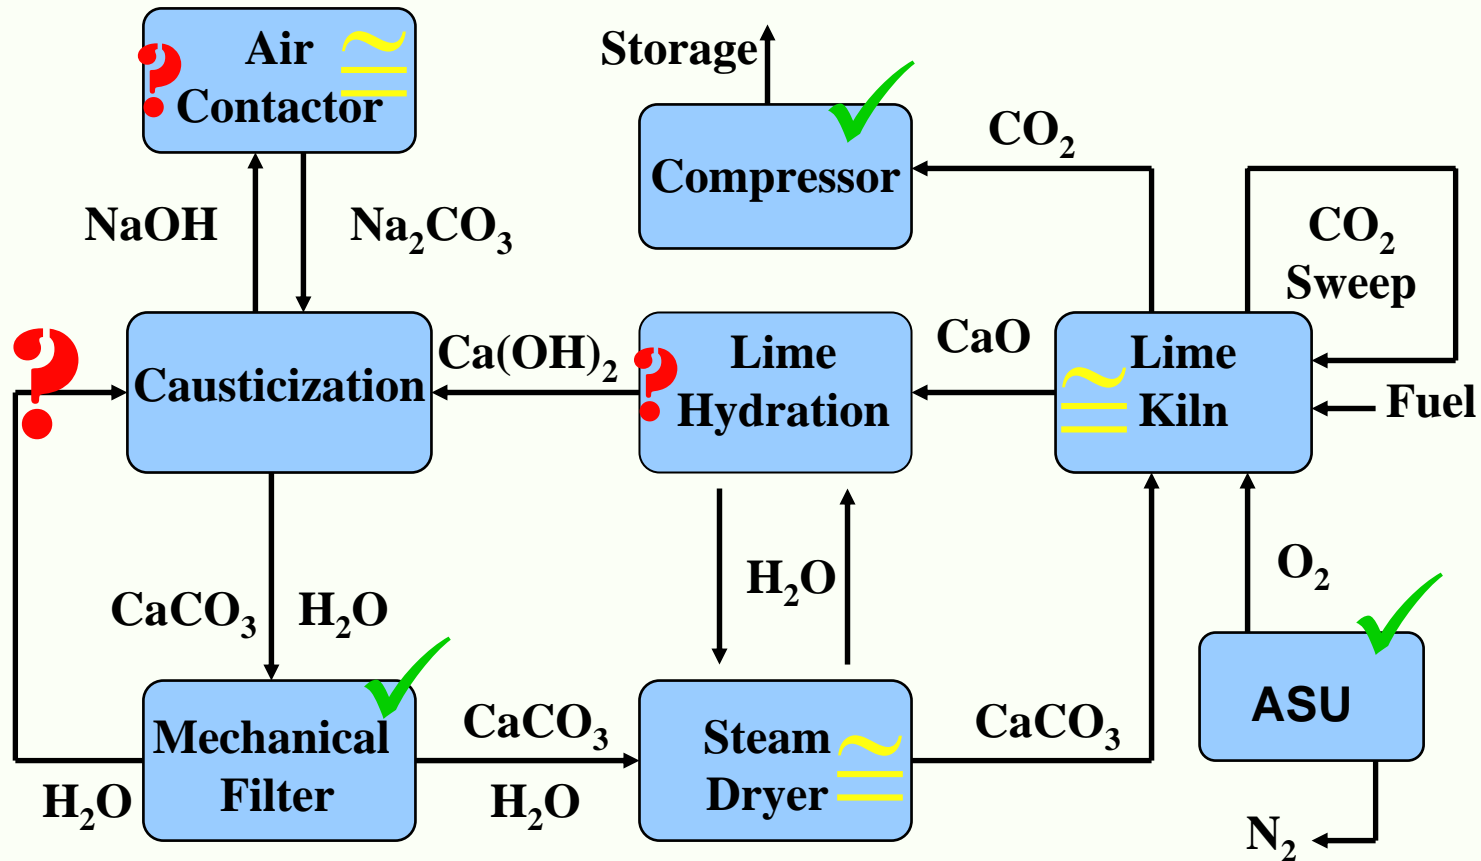 Air
Contactor
Storage
Compressor
CO₂
CO₂
Sweep
NaOH
Na₂CO₃
Causticization
Ca(OH)₂
Lime
Hydration
CaO
Lime
Kiln
Fuel
CaCO₃
H₂O
H₂O
O₂
Mechanical
Filter
H₂O
CaCO₃
H₂O
Steam
Dryer
CaCO₃
ASU
N₂